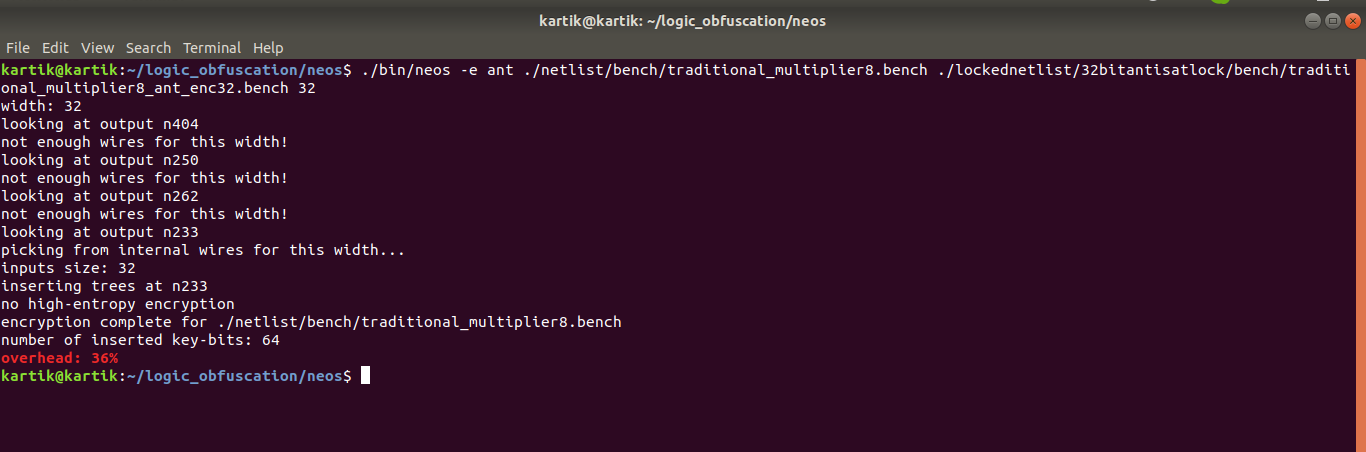 kartik@kartik: ~/logic_obfuscation/neos
File Edit View Search Terminal Help
kartik@kartik:~/logic_obfuscation/neos$ ./bin/neos -e ant ./netlist/bench/traditional_multiplier8.bench ./lockednetlist/32bitantisatlock/bench/traditi
onal_multiplier8_ant_enc32.bench 32
width: 32
looking at output n404
not enough wires for this width!
looking at output n250
not enough wires for this width!
looking at output n262
not enough wires for this width!
looking at output n233
picking from internal wires for this width...
inputs size: 32
inserting trees at n233
no high-entropy encryption
encryption complete for ./netlist/bench/traditional_multiplier8.bench
number of inserted key-bits: 64
overhead: 36%
kartik@kartik:~/logic_obfuscation/neos$